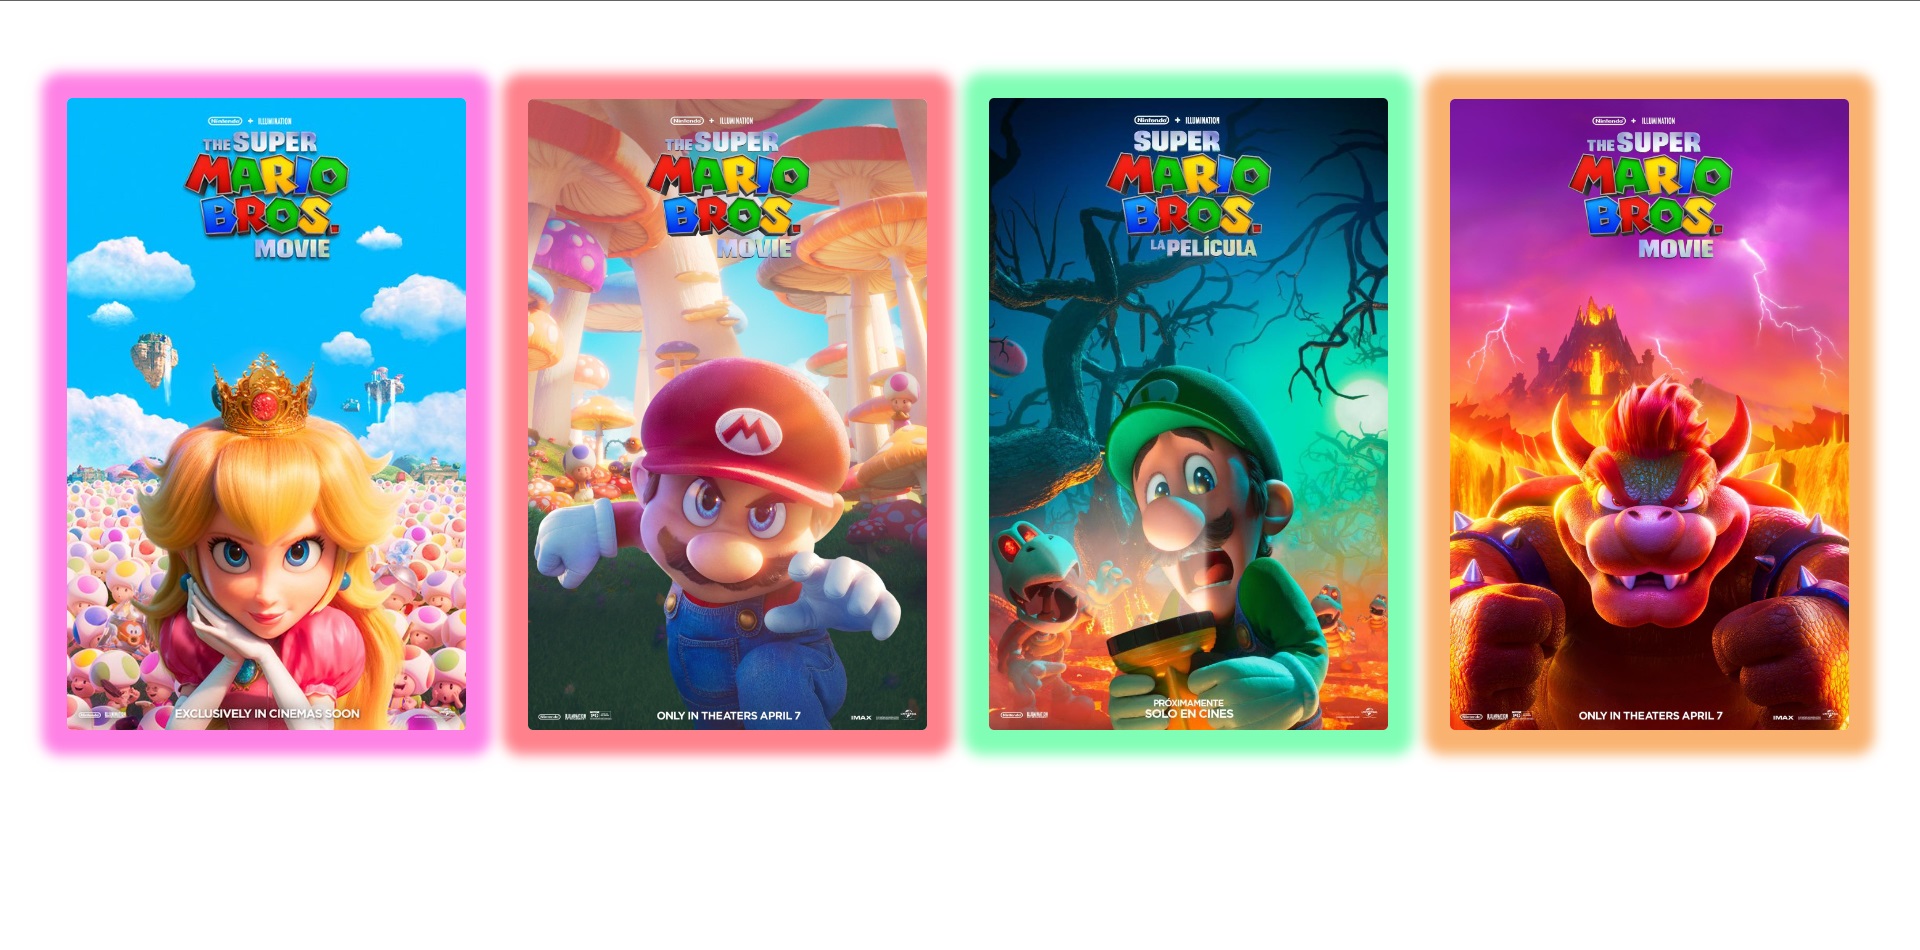 Nintendo + ILLUMINATION
THE SUPER
MARIO
BROS.
MOVIE
EXCLUSIVELY IN CINEMAS SOON
Nintendo + ILLUMINATION
THE SUPER
MARIO
BROS.
MOVIE
M
ONLY IN THEATERS APRIL 7
IMAX
Nintendo + ILLUMINATION
SUPER
MARIO
BROS.
LA PELÍCULA
PRÓXIMAMENTE
SOLO EN CINES
Nintendo + ILLUMINATION
THE SUPER
MARIO
BROS.
MOVIE
ONLY IN THEATERS APRIL 7
IMAX